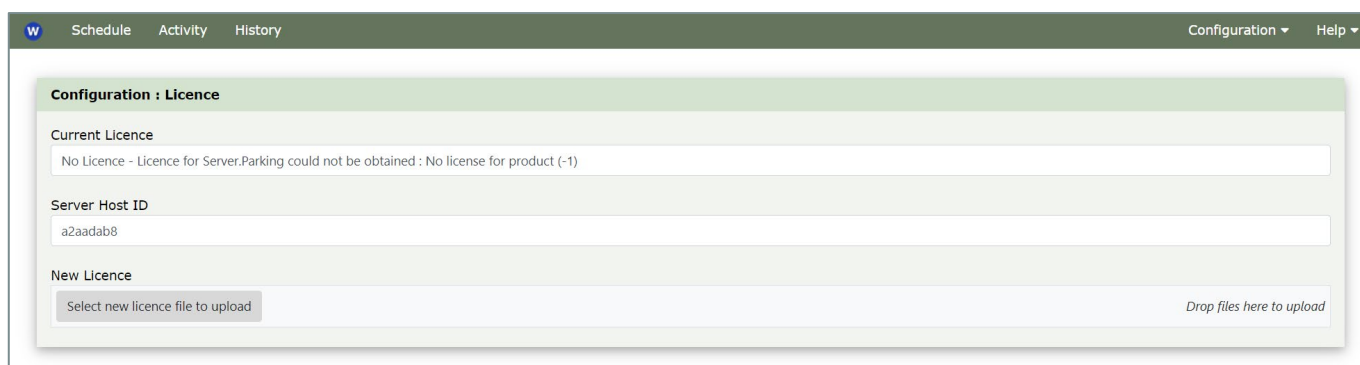 W Schedule Activity History Configuration Help
Configuration : Licence
Current Licence
No Licence - Licence for Server.Parking could not be obtained : No license for product (-1)
Server Host ID
a2aadab8
New Licence
Select new licence file to upload Drop files here to upload